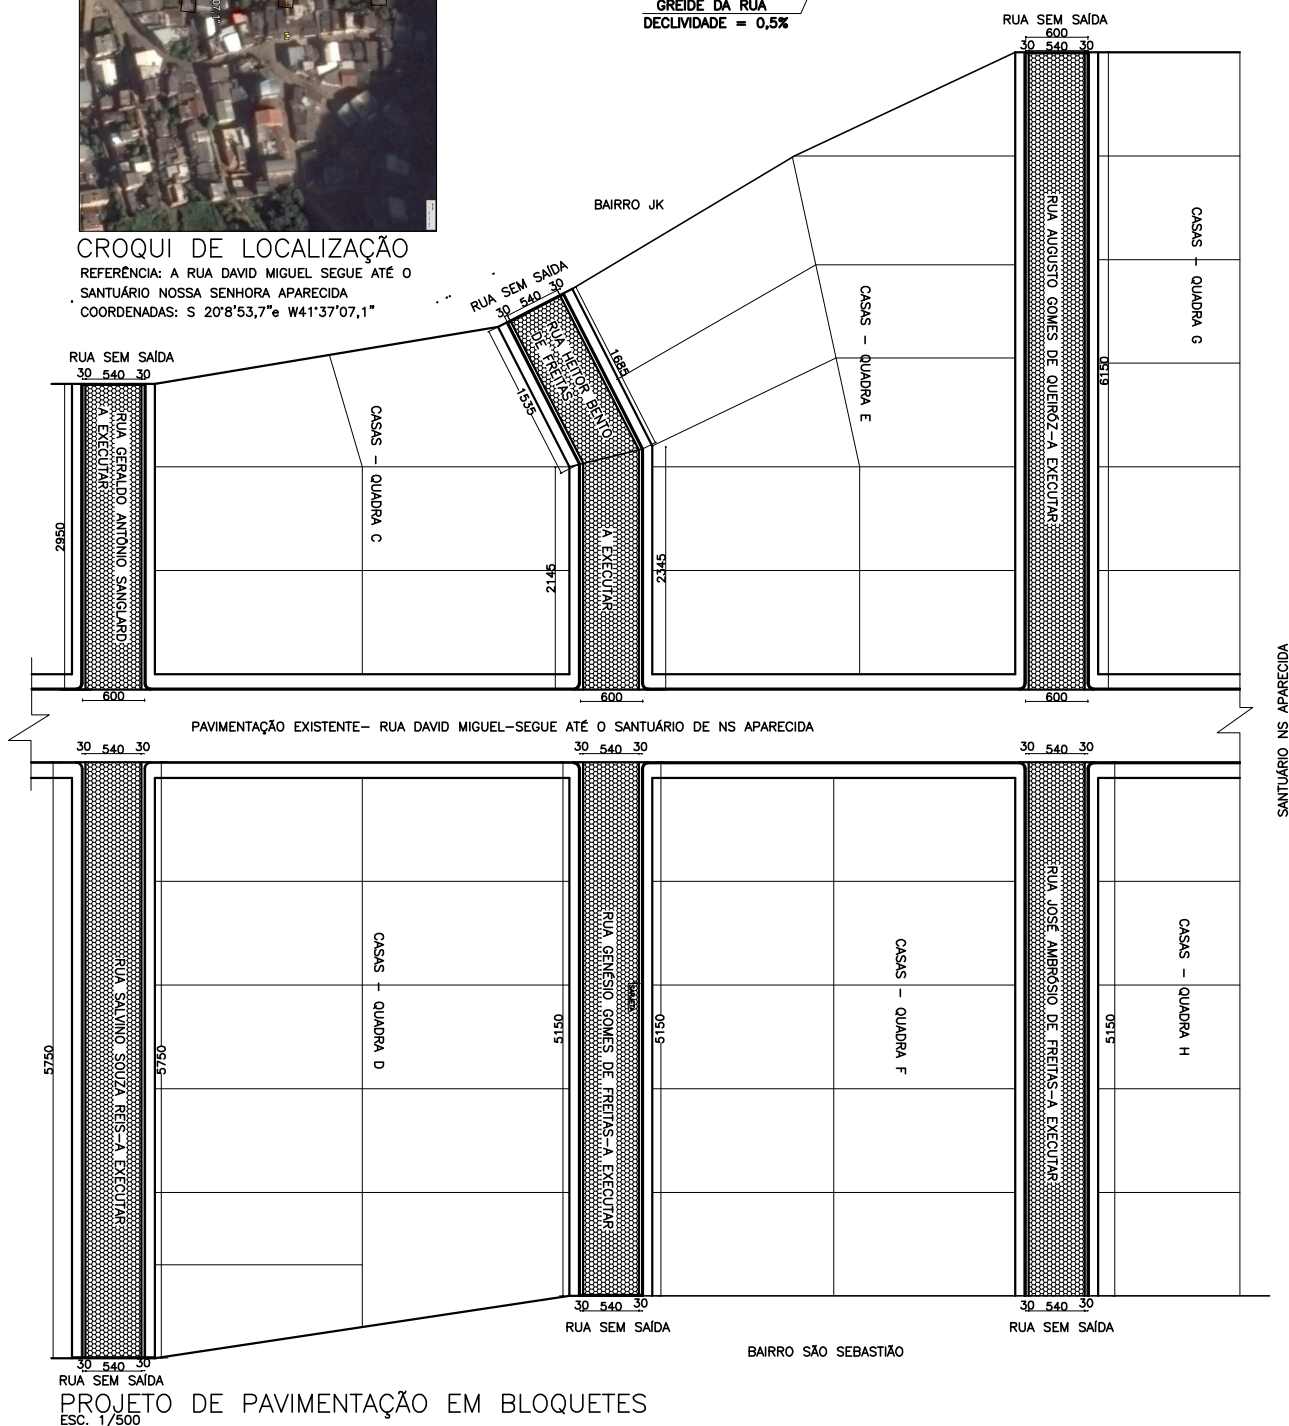 GREIDE DA RUA
DECLIVIDADE = 0,5%
RUA SEM SAÍDA
600
30 540 30
CROQUI DE LOCALIZAÇÃO
REFERÊNCIA: A RUA DAVID MIGUEL SEGUE ATÉ O
SANTUÁRIO NOSSA SENHORA APARECIDA
COORDENADAS: S 20°8'53,7"e W41°37'07,1"
BAIRRO JK
RUA SEM SAÍDA
30 540 30
RUA HEITOR BENTO
DE FREITAS
A EXECUTAR
1535
1685
2145
2345
600
RUA SEM SAÍDA
30 540 30
RUA GERALDO ANTÔNIO SANGLARD
A EXECUTAR
2950
600
CASAS – QUADRA C
CASAS – QUADRA E
RUA AUGUSTO GOMES DE QUEIRÓZ–A EXECUTAR
6150
600
CASAS – QUADRA G
PAVIMENTAÇÃO EXISTENTE– RUA DAVID MIGUEL–SEGUE ATÉ O SANTUÁRIO DE NS APARECIDA
SANTUÁRIO NS APARECIDA
30 540 30
30 540 30
30 540 30
5750
RUA SALVINO SOUZA REIS–A EXECUTAR
5750
CASAS – QUADRA D
5150
RUA GENÉSIO GOMES DE FREITAS–A EXECUTAR
5150
CASAS – QUADRA F
RUA JOSÉ AMBRÓSIO DE FREITAS–A EXECUTAR
5150
CASAS – QUADRA H
30 540 30
RUA SEM SAÍDA
30 540 30
RUA SEM SAÍDA
BAIRRO SÃO SEBASTIÃO
30 540 30
RUA SEM SAÍDA
PROJETO DE PAVIMENTAÇÃO EM BLOQUETES
ESC. 1/500